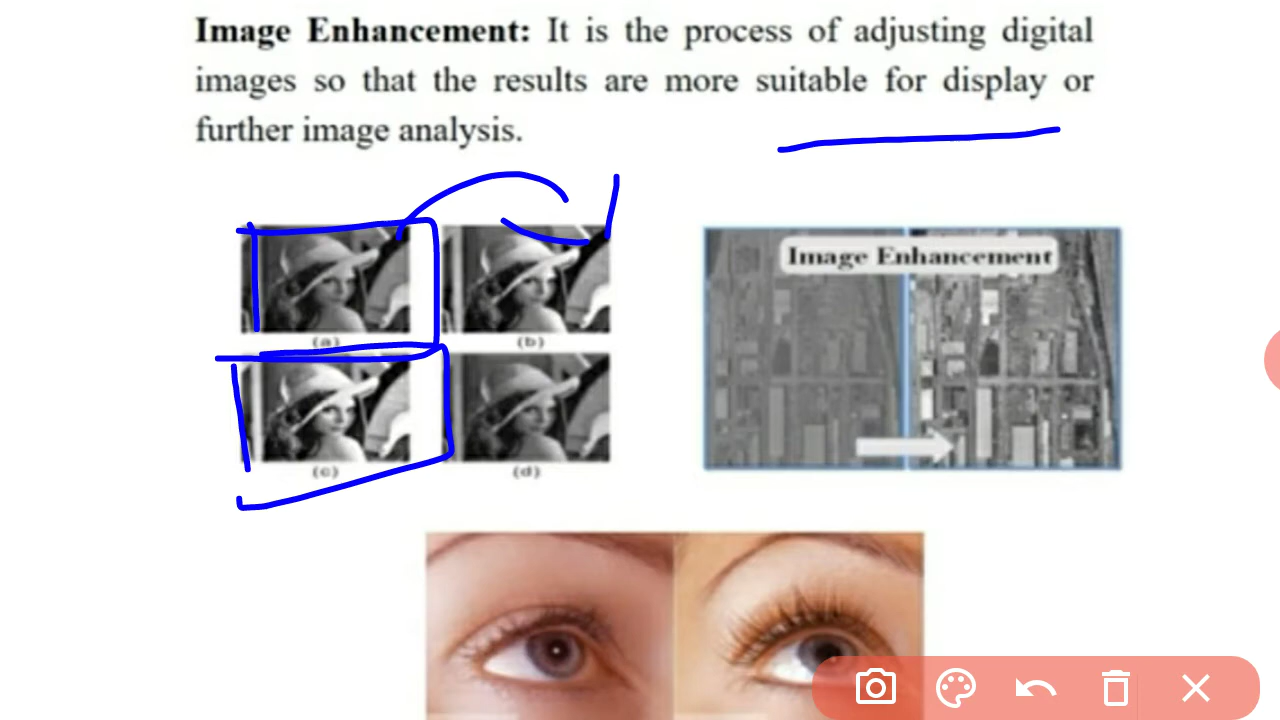 Image Enhancement: It is the process of adjusting digital
images so that the results are more suitable for display or
further image analysis.
(a)
(b)
Image Enhancement
(c)
(d)